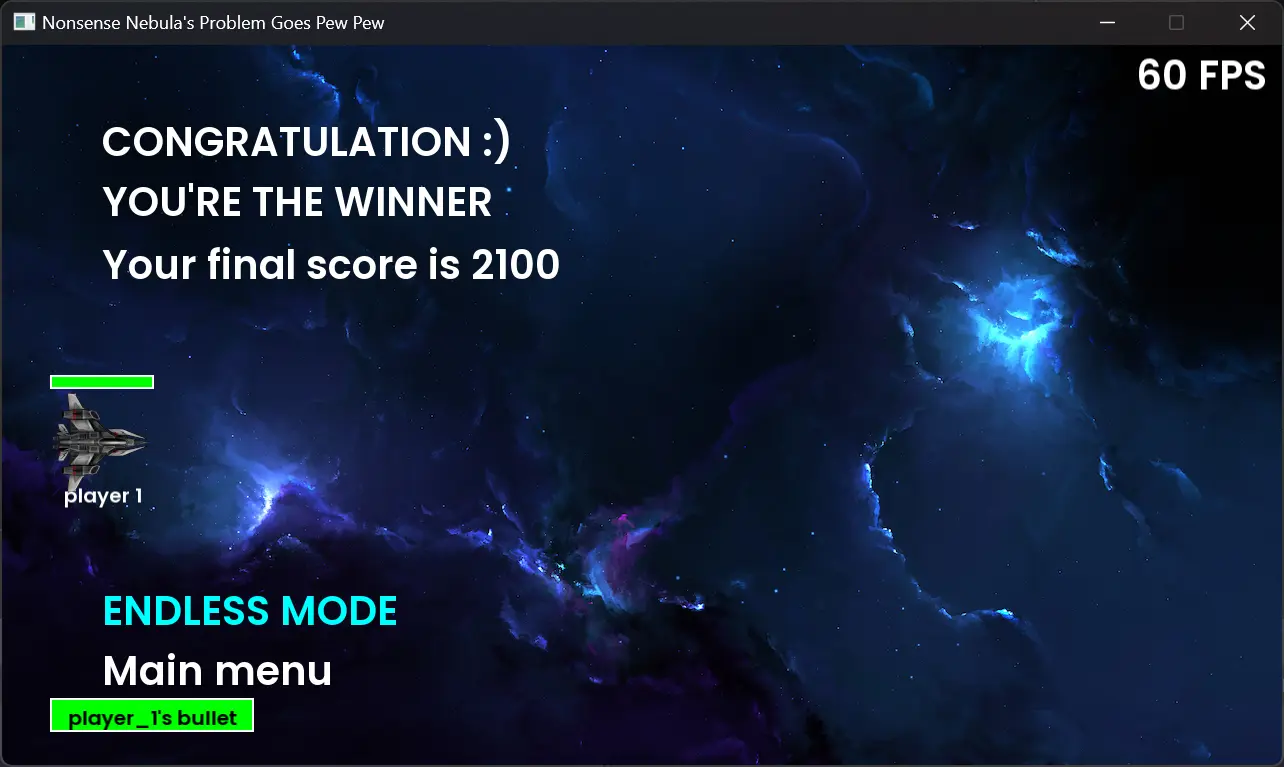 Nonsense Nebula's Problem Goes Pew Pew
60 FPS
CONGRATULATION :)
YOU'RE THE WINNER
Your final score is 2100
player 1
ENDLESS MODE
Main menu
player_1's bullet